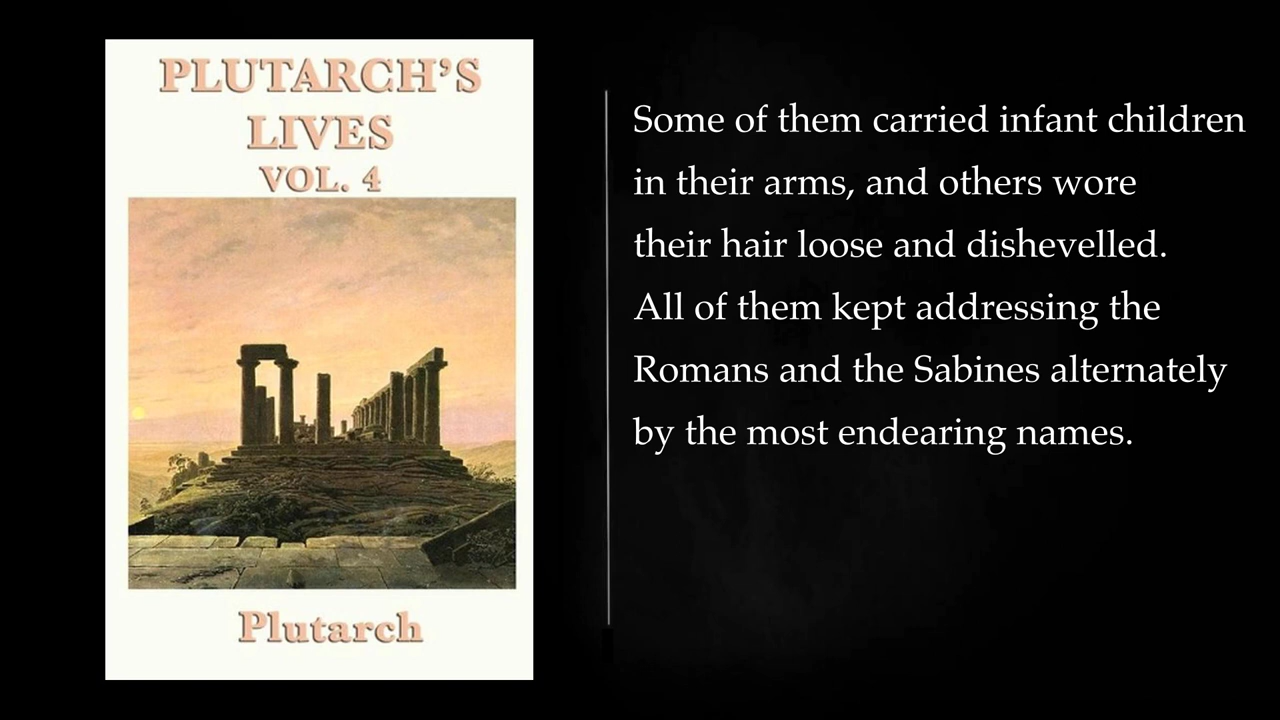 PLUTARCH'S
LIVES
VOL. 4
Plutarch
Some of them carried infant children
in their arms, and others wore
their hair loose and dishevelled.
All of them kept addressing the
Romans and the Sabines alternately
by the most endearing names.